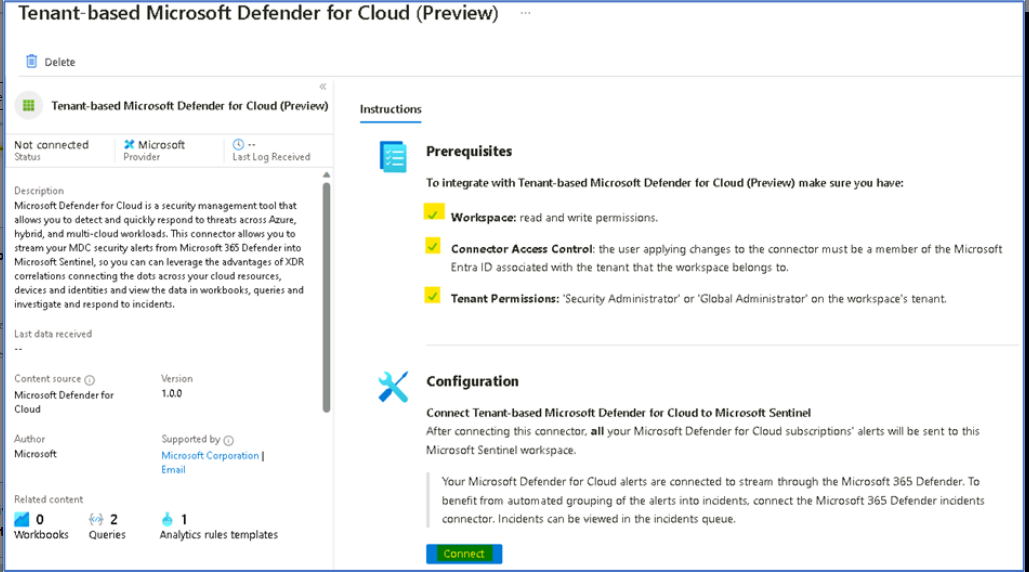 Tenant-based Microsoft Defender for Cloud (Preview) ...
Delete
«
Tenant-based Microsoft Defender for Cloud (Preview)
Not connected
Status
Microsoft
Provider
--
Last Log Received
Description
Microsoft Defender for Cloud is a security management tool that
allows you to detect and quickly respond to threats across Azure,
hybrid, and multi-cloud workloads. This connector allows you to
stream your MDC security alerts from Microsoft 365 Defender into
Microsoft Sentinel, so you can can leverage the advantages of XDR
correlations connecting the dots across your cloud resources,
devices and identities and view the data in workbooks, queries and
investigate and respond to incidents.
Last data received
--
Content source
Microsoft Defender for
Cloud
Version
1.0.0
Author
Microsoft
Supported by
Microsoft Corporation |
Email
Related content
0
Workbooks
2
Queries
1
Analytics rules templates
Instructions
Prerequisites
To integrate with Tenant-based Microsoft Defender for Cloud (Preview) make sure you have:
Workspace: read and write permissions.
Connector Access Control: the user applying changes to the connector must be a member of the Microsoft
Entra ID associated with the tenant that the workspace belongs to.
Tenant Permissions: 'Security Administrator' or 'Global Administrator' on the workspace's tenant.
Configuration
Connect Tenant-based Microsoft Defender for Cloud to Microsoft Sentinel
After connecting this connector, all your Microsoft Defender for Cloud subscriptions' alerts will be sent to this
Microsoft Sentinel workspace.
Your Microsoft Defender for Cloud alerts are connected to stream through the Microsoft 365 Defender. To
benefit from automated grouping of the alerts into incidents, connect the Microsoft 365 Defender incidents
connector. Incidents can be viewed in the incidents queue.
Connect